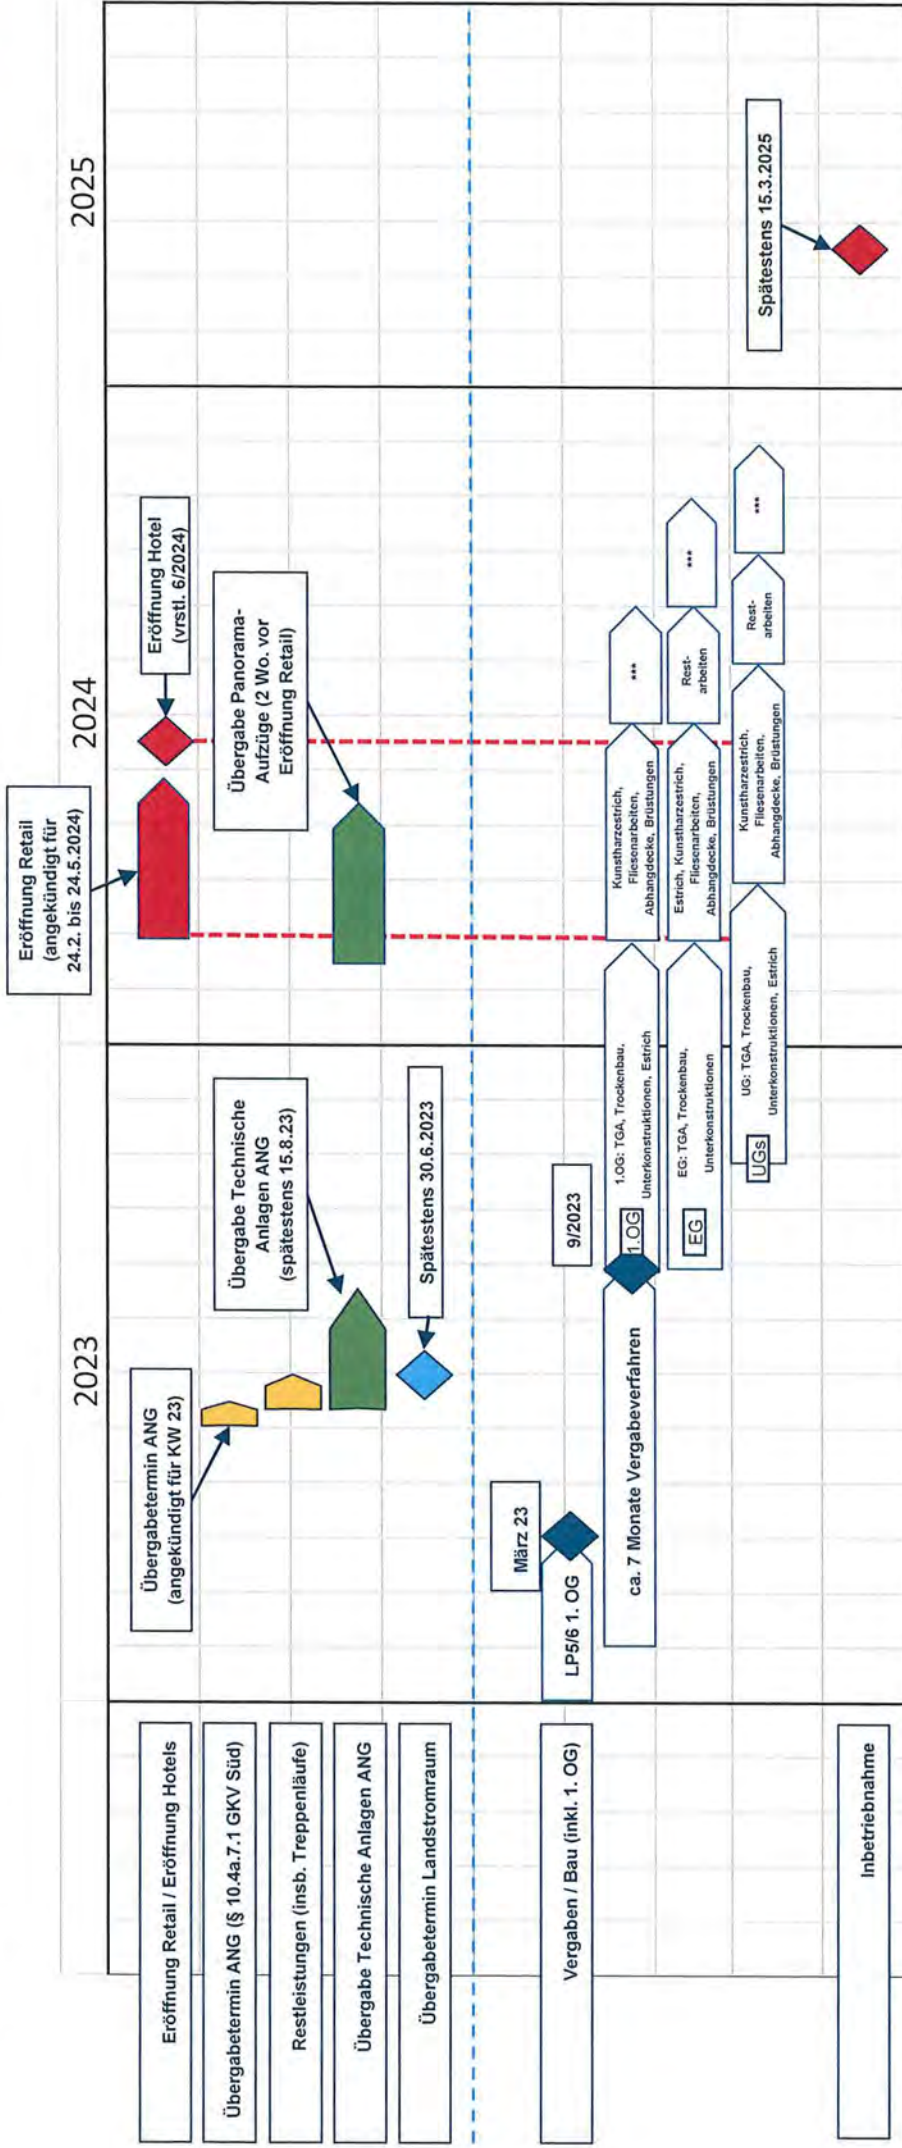 2023
2024
2025
Eröffnung Retail / Eröffnung Hotels
Eröffnung Retail
(angekündigt für
24.2. bis 24.5.2024)
Eröffnung Hotel
(vrstl. 6/2024)
Übergabetermin ANG (§ 10.4a.7.1 GKV Süd)
Übergabetermin ANG
(angekündigt für KW 23)
Restleistungen (insb. Treppenläufe)
Übergabe Technische Anlagen ANG
Übergabe Technische
Anlagen ANG
(spätestens 15.8.23)
Übergabe Panorama-
Aufzüge (2 Wo. vor
Eröffnung Retail)
Übergabetermin Landstromraum
Spätestens 30.6.2023
Vergaben / Bau (inkl. 1. OG)
März 23
LP5/6 1. OG
9/2023
ca. 7 Monate Vergabeverfahren
1.OG
1.OG: TGA, Trockenbau.
Unterkonstruktionen, Estrich
Kunstharzestrich,
Fliesenarbeiten,
Abhangdecke, Brüstungen
***
EG
EG: TGA, Trockenbau,
Unterkonstruktionen
Estrich, Kunstharzestrich,
Fliesenarbeiten,
Abhangdecke, Brüstungen
Rest-
arbeiten
***
UGs
UG: TGA, Trockenbau,
Unterkonstruktionen, Estrich
Kunstharzestrich,
Fliesenarbeiten.
Abhangdecke, Brüstungen
Rest-
arbeiten
***
Inbetriebnahme
Spätestens 15.3.2025